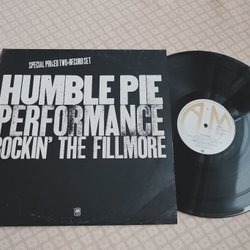 SPECIAL PRICED TWO-RECORD SET
HUMBLE PIE
PERFORMANCE
ROCKIN' THE FILLMORE
A&M